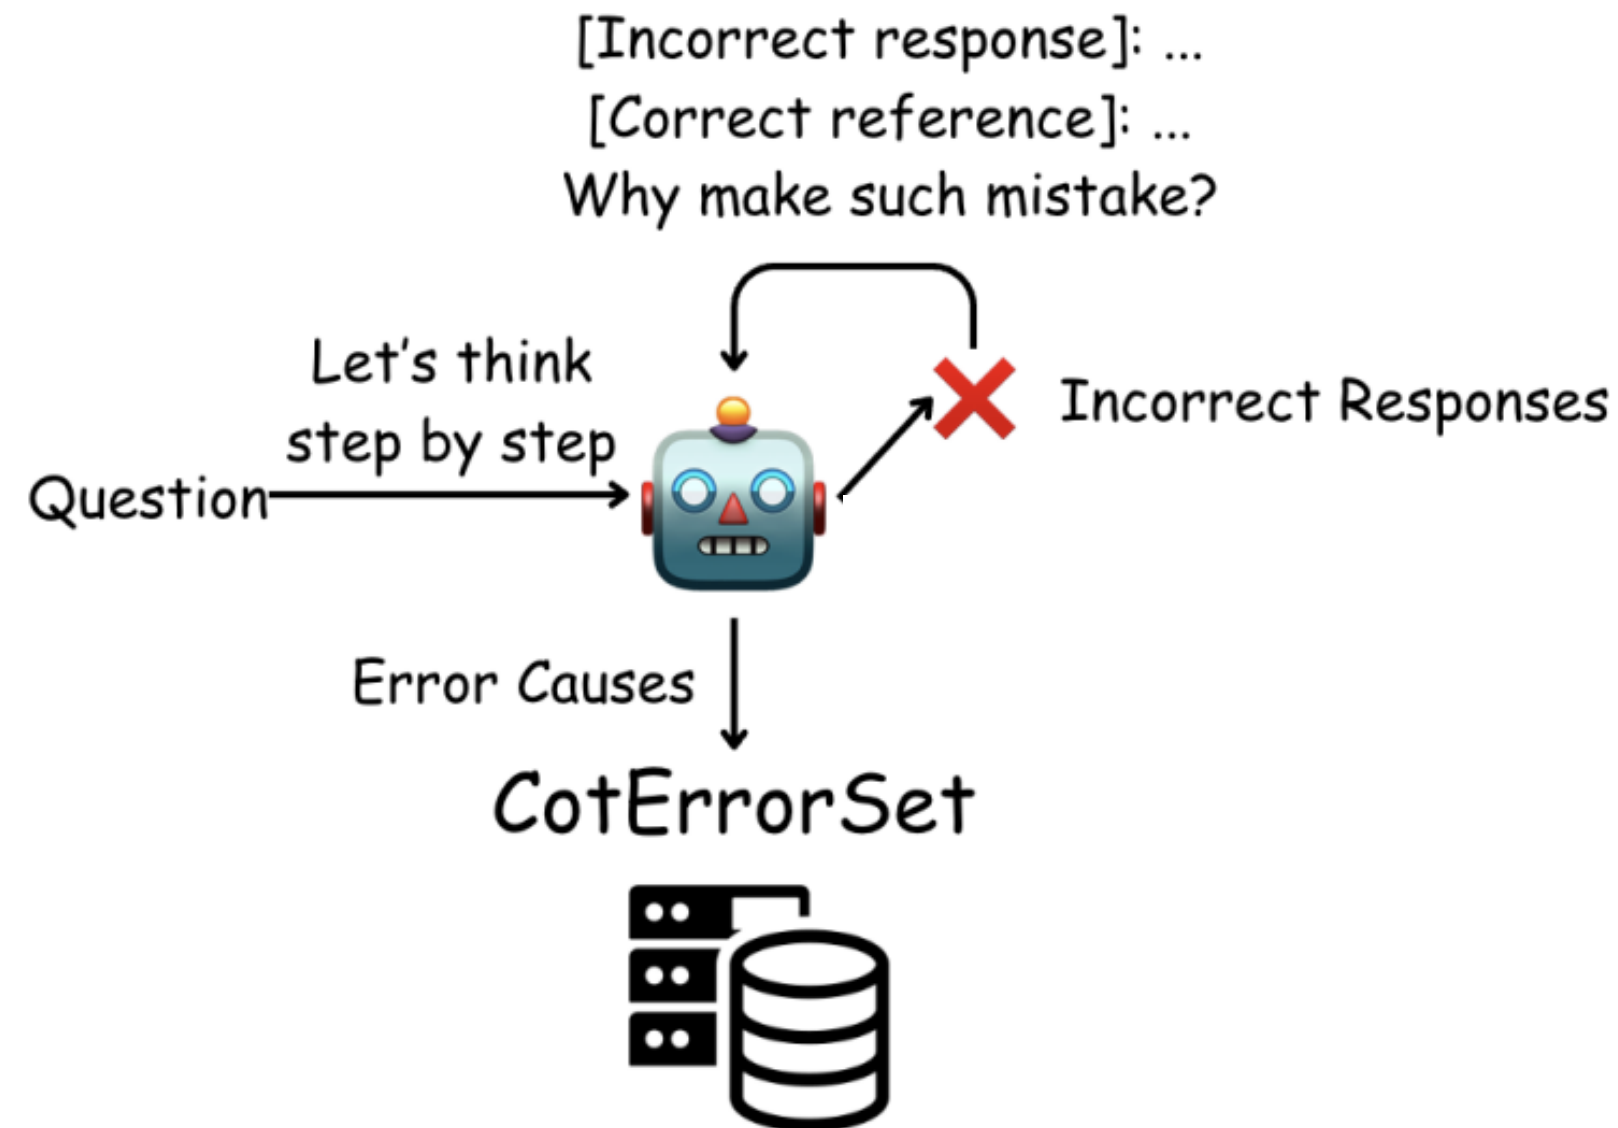 [Incorrect response]: ...
[Correct reference]: ...
Why make such mistake?
Let's think
step by step
Question
Incorrect Responses
Error Causes
CotErrorSet